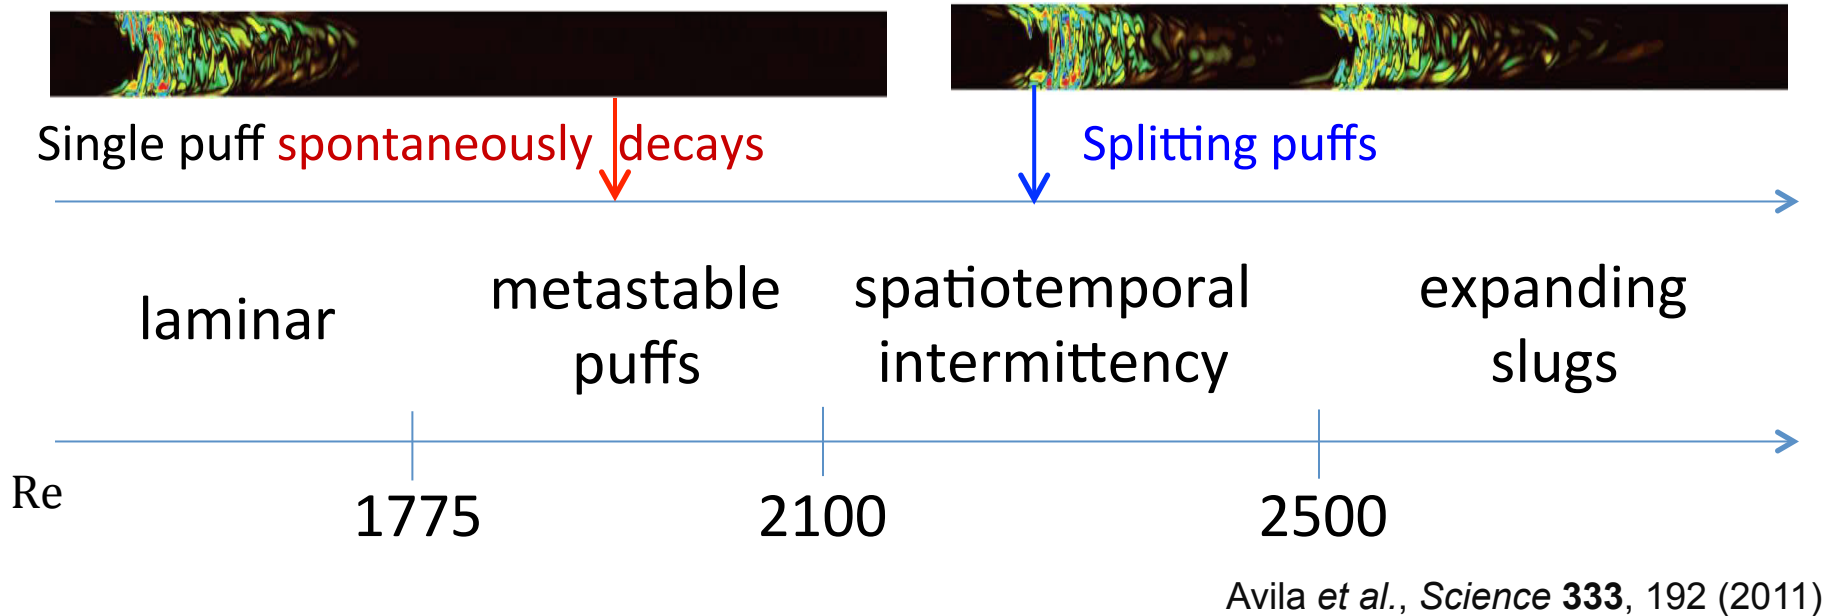 Single puff spontaneously decays
Splitting puffs
laminar
metastable
puffs
spatiotemporal
intermittency
expanding
slugs
Re
1775
2100
2500
Avila et al., Science 333, 192 (2011)